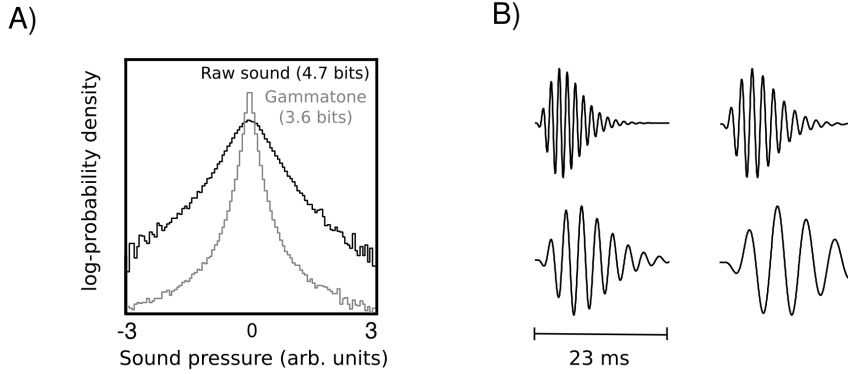 A)
B)
Raw sound (4.7 bits)
Gammatone
(3.6 bits)
log-probability density
-3
0
3
Sound pressure (arb. units)
23 ms